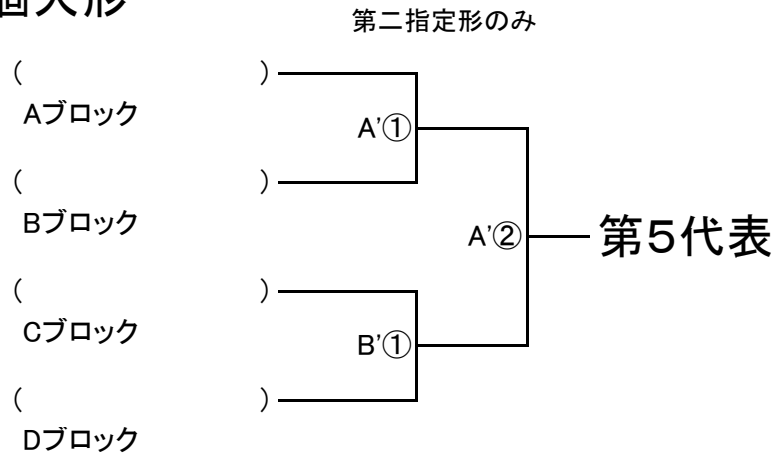 個人形
第二指定形のみ
(　　　　　　　　)
Aブロック
A'①
(　　　　　　　　)
Bブロック
A'②
第5代表
(　　　　　　　　)
Cブロック
B'①
(　　　　　　　　)
Dブロック